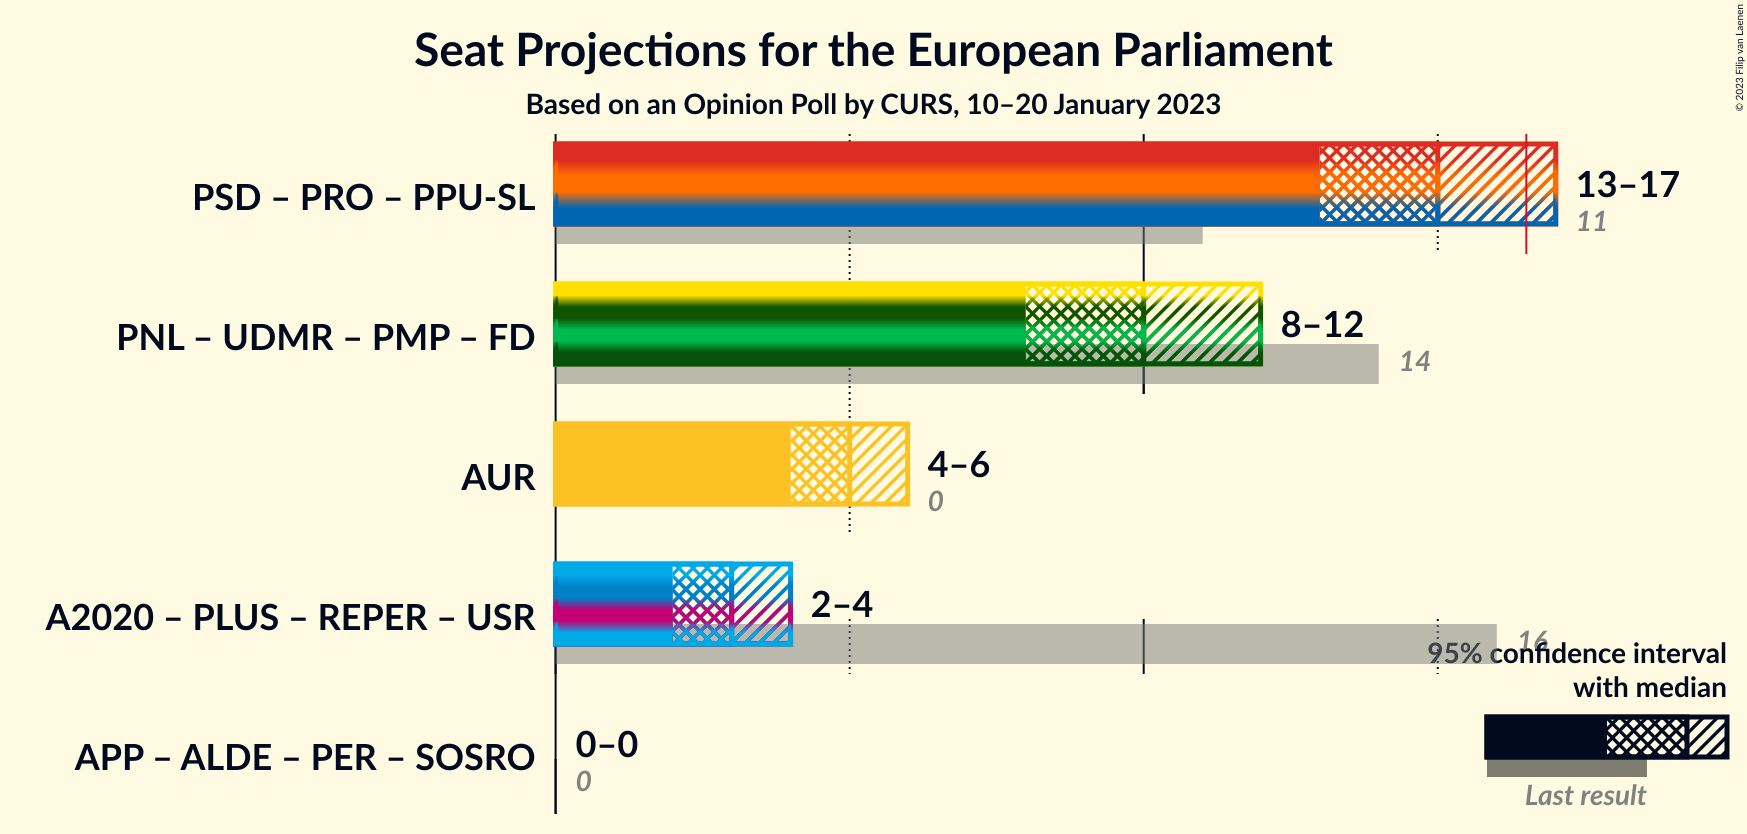 Seat Projections for the European Parliament
Based on an Opinion Poll by CURS, 10–20 January 2023
© 2023 Filip van Laenen
PSD – PRO – PPU-SL
13–17
11
PNL – UDMR – PMP – FD
8–12
14
AUR
4–6
0
A2020 – PLUS – REPER – USR
2–4
16
95% confidence interval
with median
APP – ALDE – PER – SOSRO
0–0
0
Last result